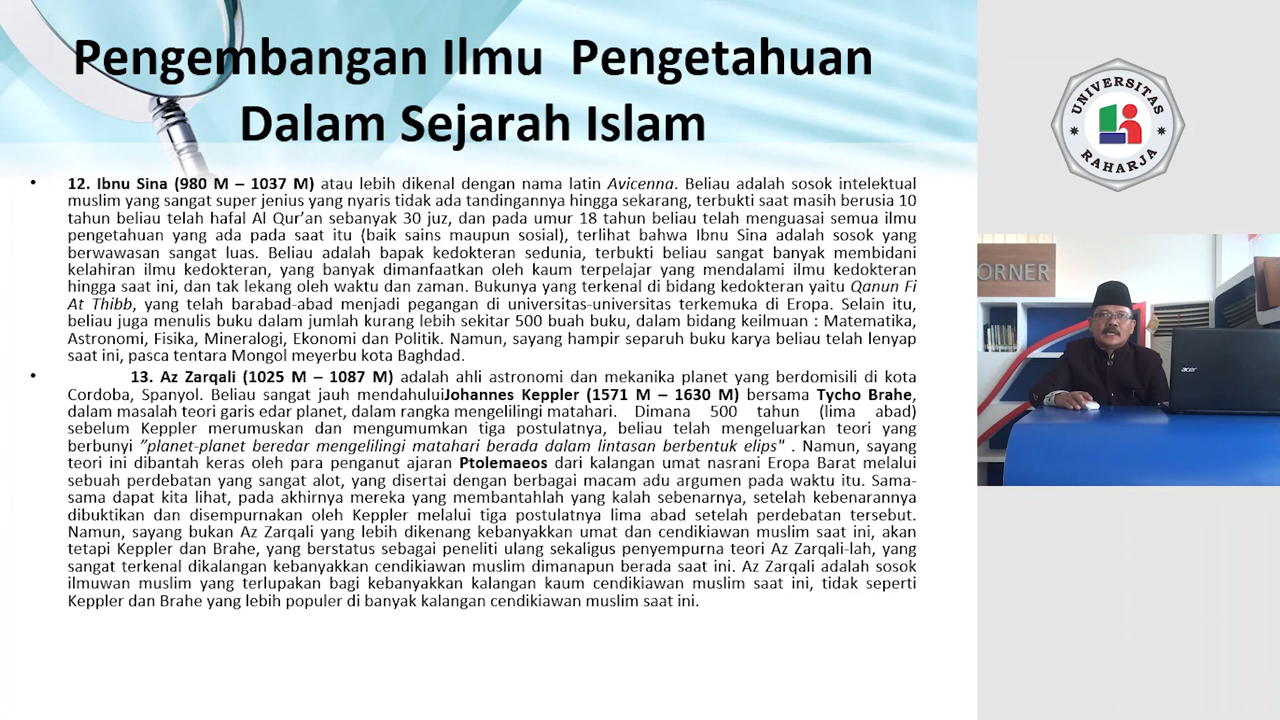 Pengembangan Ilmu Pengetahuan
Dalam Sejarah Islam
• 12. Ibnu Sina (980 M – 1037 M) atau lebih dikenal dengan nama latin Avicenna. Beliau adalah sosok intelektual
muslim yang sangat super jenius yang nyaris tidak ada tandingannya hingga sekarang, terbukti saat masih berusia 10
tahun beliau telah hafal Al Qur’an sebanyak 30 juz, dan pada umur 18 tahun beliau telah menguasai semua ilmu
pengetahuan yang ada pada saat itu (baik sains maupun sosial), terlihat bahwa Ibnu Sina adalah sosok yang
berwawasan sangat luas. Beliau adalah bapak kedokteran sedunia, terbukti beliau sangat banyak membidani
kelahiran ilmu kedokteran, yang banyak dimanfaatkan oleh kaum terpelajar yang mendalami ilmu kedokteran
hingga saat ini, dan tak lekang oleh waktu dan zaman. Bukunya yang terkenal di bidang kedokteran yaitu Qanun Fi
At Thibb, yang telah barabad-abad menjadi pegangan di universitas-universitas terkemuka di Eropa. Selain itu,
beliau juga menulis buku dalam jumlah kurang lebih sekitar 500 buah buku, dalam bidang keilmuan : Matematika,
Astronomi, Fisika, Mineralogi, Ekonomi dan Politik. Namun, sayang hampir separuh buku karya beliau telah lenyap
saat ini, pasca tentara Mongol meyerbu kota Baghdad.
• 13. Az Zarqali (1025 M – 1087 M) adalah ahli astronomi dan mekanika planet yang berdomisili di kota
Cordoba, Spanyol. Beliau sangat jauh mendahuluiJohannes Keppler (1571 M – 1630 M) bersama Tycho Brahe,
dalam masalah teori garis edar planet, dalam rangka mengelilingi matahari. Dimana 500 tahun (lima abad)
sebelum Keppler merumuskan dan mengumumkan tiga postulatnya, beliau telah mengeluarkan teori yang
berbunyi ”planet-planet beredar mengelilingi matahari berada dalam lintasan berbentuk elips" . Namun, sayang
teori ini dibantah keras oleh para penganut ajaran Ptolemaeos dari kalangan umat nasrani Eropa Barat melalui
sebuah perdebatan yang sangat alot, yang disertai dengan berbagai macam adu argumen pada waktu itu. Sama-
sama dapat kita lihat, pada akhirnya mereka yang membantahlah yang kalah sebenarnya, setelah kebenarannya
dibuktikan dan disempurnakan oleh Keppler melalui tiga postulatnya lima abad setelah perdebatan tersebut.
Namun, sayang bukan Az Zarqali yang lebih dikenang kebanyakkan umat dan cendikiawan muslim saat ini, akan
tetapi Keppler dan Brahe, yang berstatus sebagai peneliti ulang sekaligus penyempurna teori Az Zarqali-lah, yang
sangat terkenal dikalangan kebanyakkan cendikiawan muslim dimanapun berada saat ini. Az Zarqali adalah sosok
ilmuwan muslim yang terlupakan bagi kebanyakkan kalangan kaum cendikiawan muslim saat ini, tidak seperti
Keppler dan Brahe yang lebih populer di banyak kalangan cendikiawan muslim saat ini.
UNIVERSITAS
RAHARJA
ORNER
acer